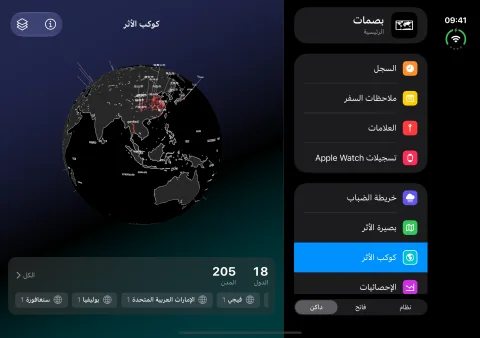 09:41
بصمات
الرئيسية
السجل
ملاحظات السفر
العلامات
تسجيلات Apple Watch
خريطة الضباب
بصيرة الأثر
كوكب الأثر
الإحصائيات
نظام
فاتح
داكن
كوكب الأثر
18
الدول
205
المدن
الكل
فيجي 1
الإمارات العربية المتحدة 1
بوليفيا 1
سنغافورة 1